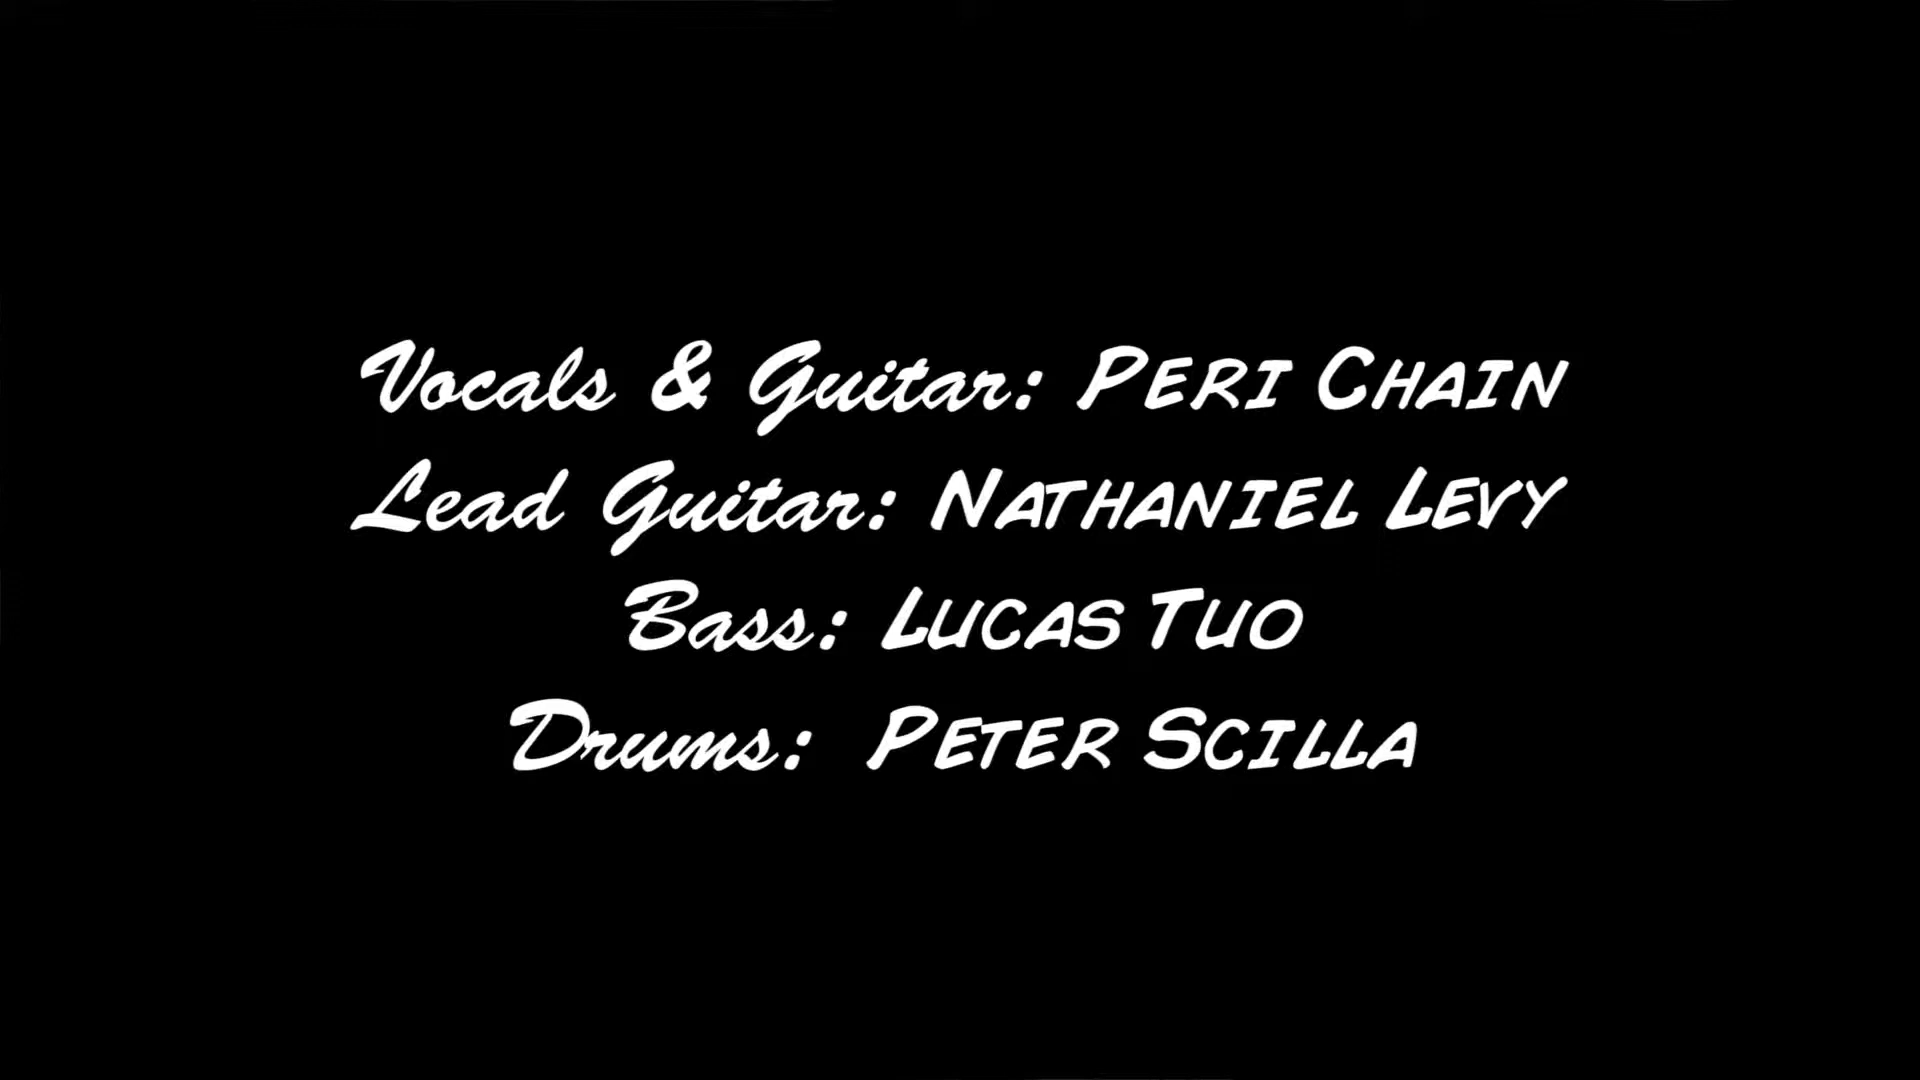 Vocals & Guitar: Peri Chain
Lead Guitar: Nathaniel Levy
Bass: Lucas Tuo
Drums: Peter Scilla